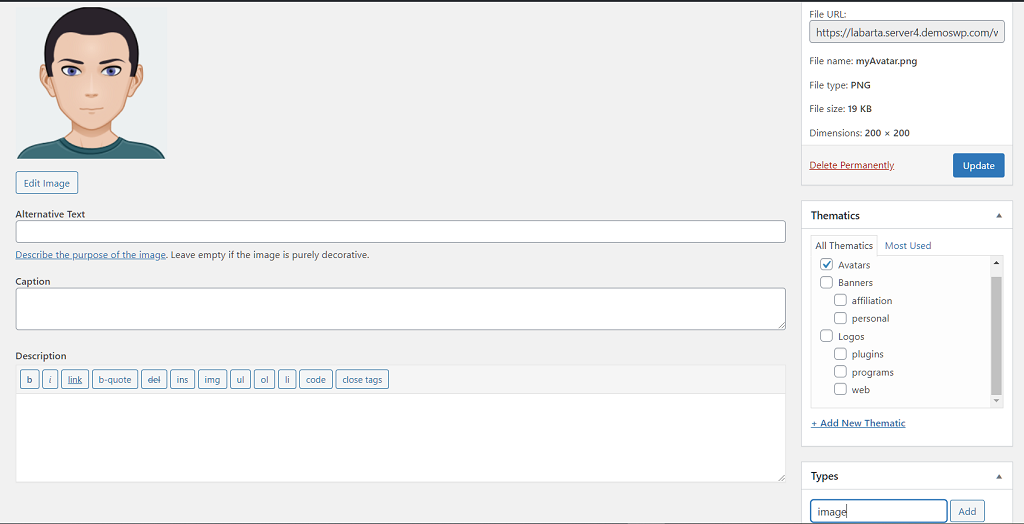 File URL:
https://labarta.server4.demoswp.com/v
File name: myAvatar.png
File type: PNG
File size: 19 KB
Dimensions: 200 × 200
Delete Permanently
Update
Edit Image
Alternative Text
Describe the purpose of the image. Leave empty if the image is purely decorative.
Caption
Description
b i link b-quote del ins img ul ol li code close tags
Thematics
All Thematics Most Used
Avatars
Banners
affiliation
personal
Logos
plugins
programs
web
+ Add New Thematic
Types
image Add